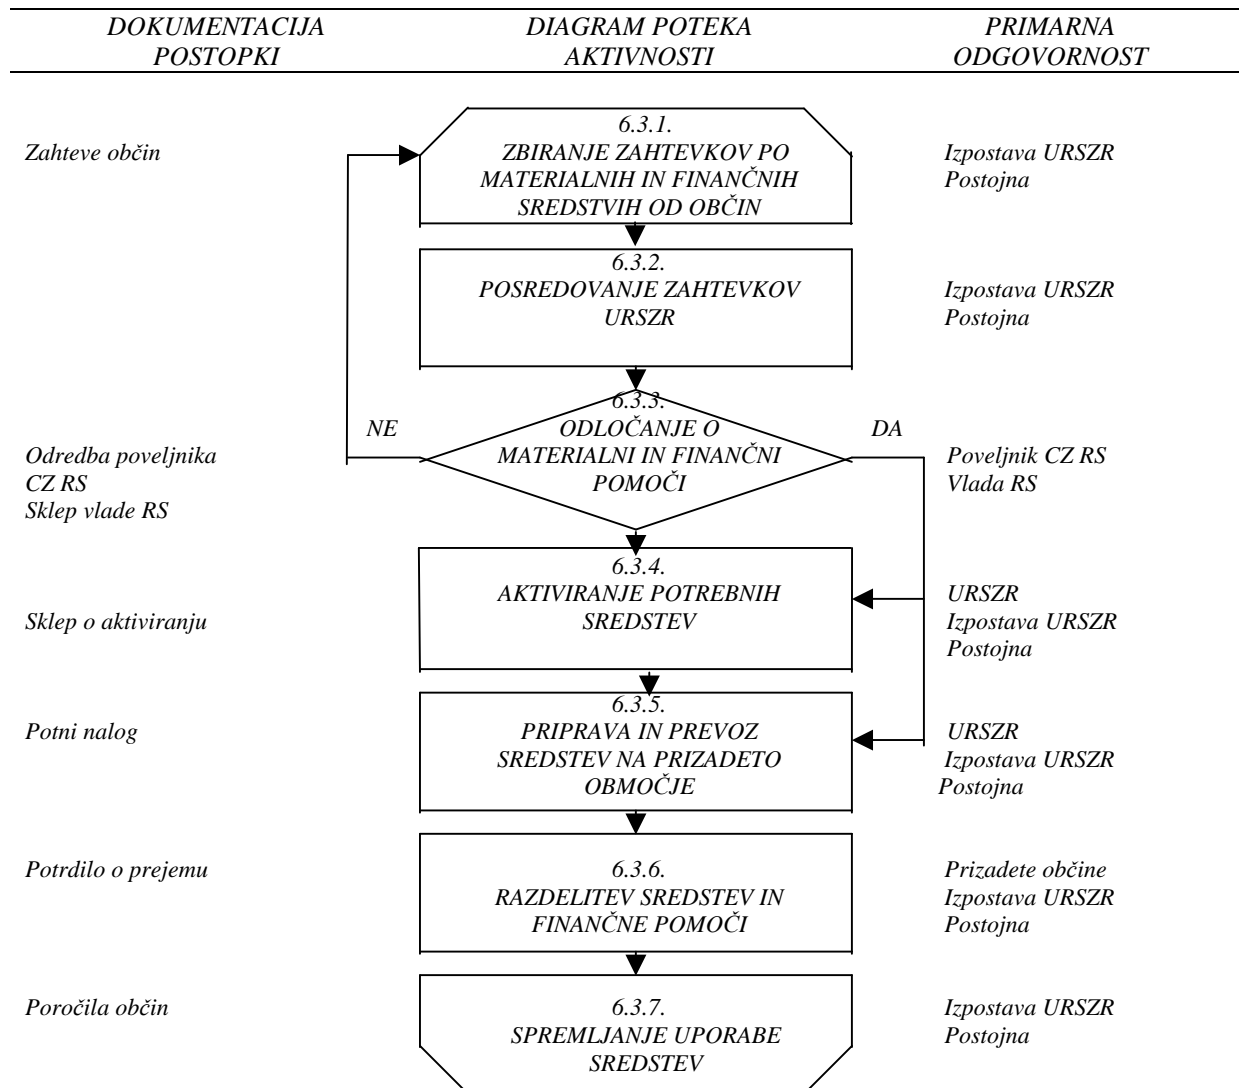 DOKUMENTACIJA
POSTOPKI
DIAGRAM POTEKA
AKTIVNOSTI
PRIMARNA
ODGOVORNOST
Zahteve občin
6.3.1.
ZBIRANJE ZAHTEVKOV PO
MATERIALNIH IN FINANČNIH
SREDSTVIH OD OBČIN
Izpostava URSZR
Postojna
6.3.2.
POSREDOVANJE ZAHTEVKOV
URSZR
Izpostava URSZR
Postojna
NE
6.3.3.
ODLOČANJE O
MATERIALNI IN FINANČNI
POMOČI
DA
Odredba poveljnika
CZ RS
Sklep vlade RS
Poveljnik CZ RS
Vlada RS
6.3.4.
AKTIVIRANJE POTREBNIH
SREDSTEV
Sklep o aktiviranju
URSZR
Izpostava URSZR
Postojna
Potni nalog
6.3.5.
PRIPRAVA IN PREVOZ
SREDSTEV NA PRIZADETO
OBMOČJE
URSZR
Izpostava URSZR
Postojna
Potrdilo o prejemu
6.3.6.
RAZDELITEV SREDSTEV IN
FINANČNE POMOČI
Prizadete občine
Izpostava URSZR
Postojna
Poročila občin
6.3.7.
SPREMLJANJE UPORABE
SREDSTEV
Izpostava URSZR
Postojna